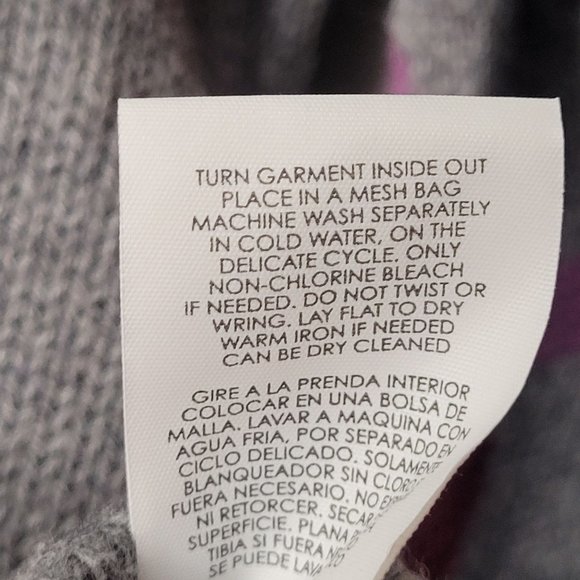 TURN GARMENT INSIDE OUT
PLACE IN A MESH BAG
MACHINE WASH SEPARATELY
IN COLD WATER, ON THE
DELICATE CYCLE. ONLY
NON-CHLORINE BLEACH
IF NEEDED. DO NOT TWIST OR
WRING. LAY FLAT TO DRY
WARM IRON IF NEEDED
CAN BE DRY CLEANED
GIRE A LA PRENDA INTERIOR
COLOCAR EN UNA BOLSA DE
MALLA. LAVAR A MAQUINA CON
AGUA FRIA, POR SEPARADO EN
CICLO DELICADO. SOLAMENTE
BLANQUEADOR SIN CLORO
FUERA NECESARIO. NO
NI RETORCER. SECAR
SUPERFICIE. PLANA
TIBIA SI FUERA
SE PUEDE